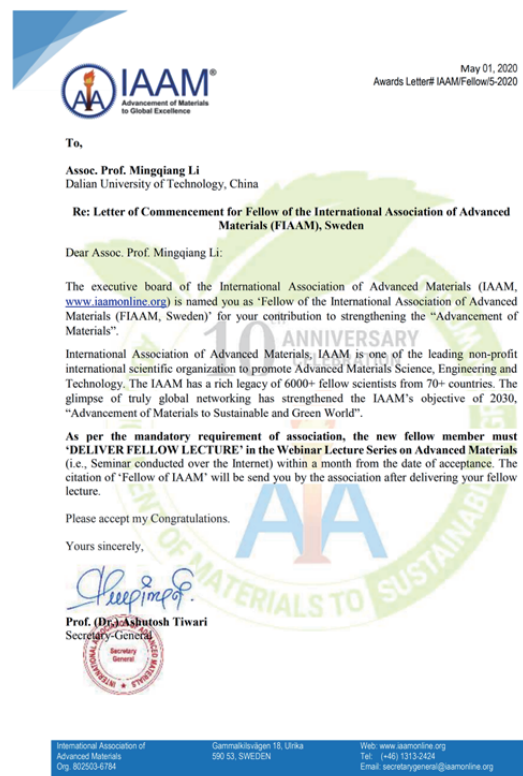 May 01, 2020
Awards Letter# IAAM/Fellow/5-2020
IAAM®
Advancement of Materials
to Global Excellence
To,
Assoc. Prof. Mingqiang Li
Dalian University of Technology, China
Re: Letter of Commencement for Fellow of the International Association of Advanced
Materials (FIAAM), Sweden
Dear Assoc. Prof. Mingqiang Li:
The executive board of the International Association of Advanced Materials (IAAM,
www.iaamonline.org) is named you as ‘Fellow of the International Association of Advanced
Materials (FIAAM, Sweden)’ for your contribution to strengthening the “Advancement of
Materials”.
10TH ANNIVERSARY
CELEBRATION
International Association of Advanced Materials, IAAM is one of the leading non-profit
international scientific organization to promote Advanced Materials Science, Engineering and
Technology. The IAAM has a rich legacy of 6000+ fellow scientists from 70+ countries. The
glimpse of truly global networking has strengthened the IAAM’s objective of 2030,
“Advancement of Materials to Sustainable and Green World”.
As per the mandatory requirement of association, the new fellow member must
‘DELIVER FELLOW LECTURE’ in the Webinar Lecture Series on Advanced Materials
(i.e., Seminar conducted over the Internet) within a month from the date of acceptance. The
citation of ‘Fellow of IAAM’ will be send you by the association after delivering your fellow
lecture.
Please accept my Congratulations.
Yours sincerely,
Prof. (Dr.) Ashutosh Tiwari
Secretary-General
INTERNATIONAL ASSOCIATION OF ADVANCED MATERIALS
Secretary
General
OF MATERIALS TO SUSTAINABLE
International Association of
Advanced Materials
Org. 802503-6784
Gammalkilsvägen 18, Ulrika
590 53, SWEDEN
Web: www.iaamonline.org
Tel: (+46) 1313-2424
Email: secretarygeneral@iaamonline.org